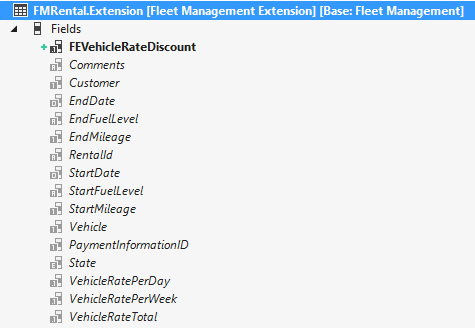 FMRental.Extension [Fleet Management Extension] [Base: Fleet Management]
Fields
FEVehicleRateDiscount
Comments
Customer
EndDate
EndFuelLevel
EndMileage
RentalId
StartDate
StartFuelLevel
StartMileage
Vehicle
PaymentInformationID
State
VehicleRatePerDay
VehicleRatePerWeek
VehicleRateTotal